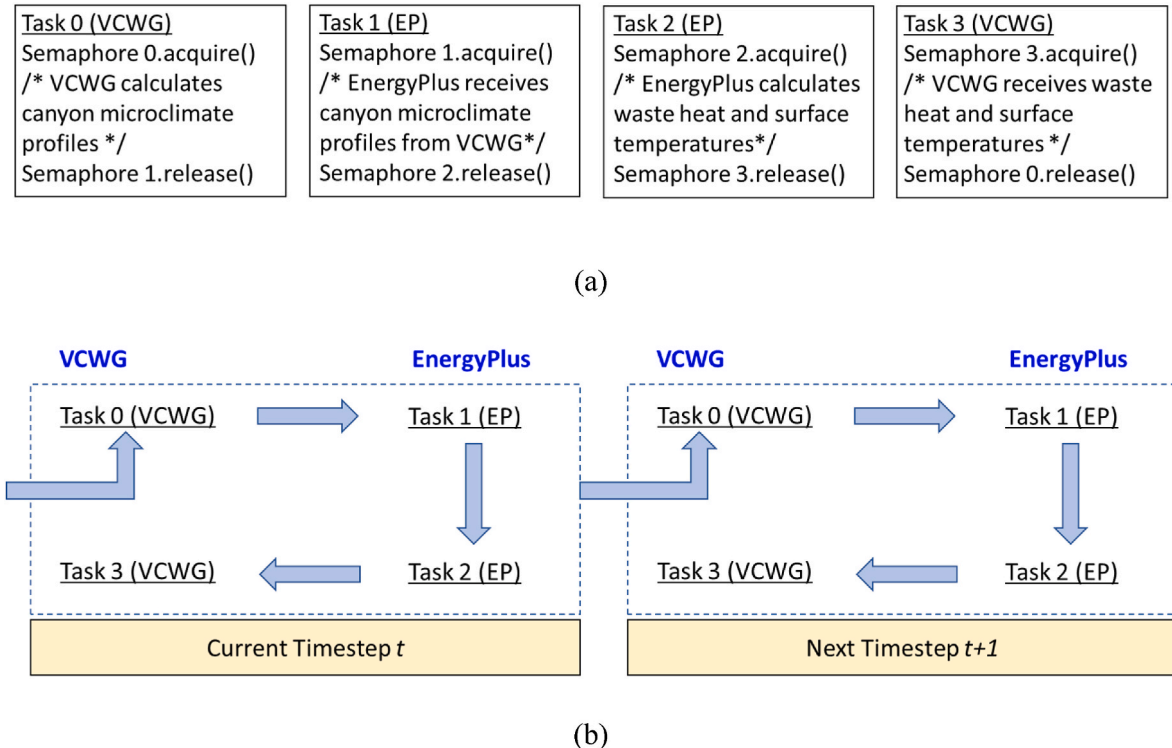 Task 0 (VCWG)
Semaphore 0.acquire()
/* VCWG calculates
canyon microclimate
profiles */
Semaphore 1.release()
Task 1 (EP)
Semaphore 1.acquire()
/* EnergyPlus receives
canyon microclimate
profiles from VCWG*/
Semaphore 2.release()
Task 2 (EP)
Semaphore 2.acquire()
/* EnergyPlus calculates
waste heat and surface
temperatures*/
Semaphore 3.release()
Task 3 (VCWG)
Semaphore 3.acquire()
/* VCWG receives waste
heat and surface
temperatures */
Semaphore 0.release()
(a)
VCWG
EnergyPlus
Task 0 (VCWG)
Task 1 (EP)
Task 3 (VCWG)
Task 2 (EP)
Current Timestep t
VCWG
EnergyPlus
Task 0 (VCWG)
Task 1 (EP)
Task 3 (VCWG)
Task 2 (EP)
Next Timestep t+1
(b)